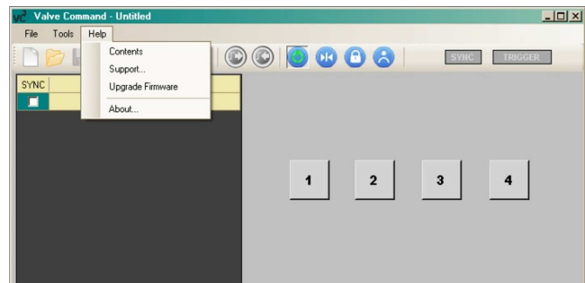 Valve Command - Untitled
File Tools Help
Contents
Support...
Upgrade Firmware
About...
SYNC TRIGGER
SYNC
1 2 3 4